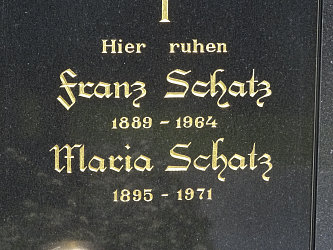 Hier ruhen
Franz Schatz
1889 - 1964
Maria Schatz
1895 - 1971